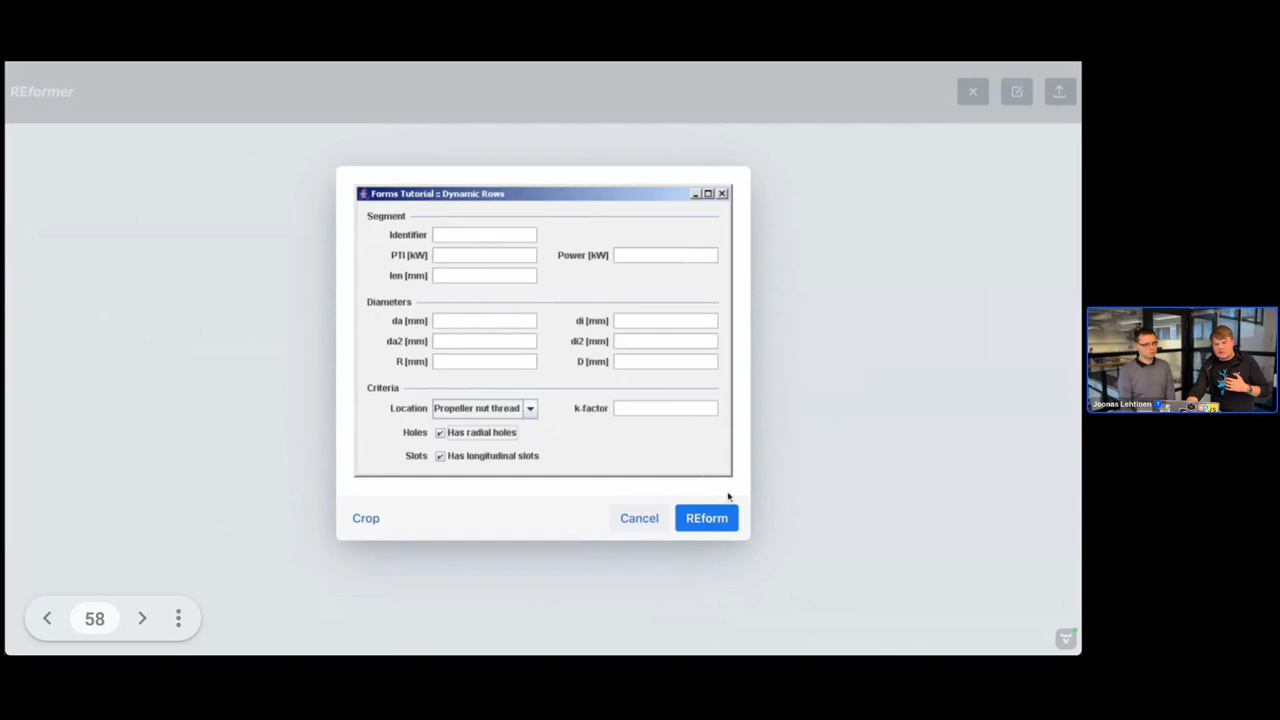 REformer
Forms Tutorial :: Dynamic Rows
Segment
Identifier
PTI [kW] Power [kW]
len [mm]
Diameters
da [mm] di [mm]
da2 [mm] di2 [mm]
R [mm] D [mm]
Criteria
Location Propeller nut thread k-factor
Holes Has radial holes
Slots Has longitudinal slots
Crop Cancel REform
58
Joonas Lehtinen